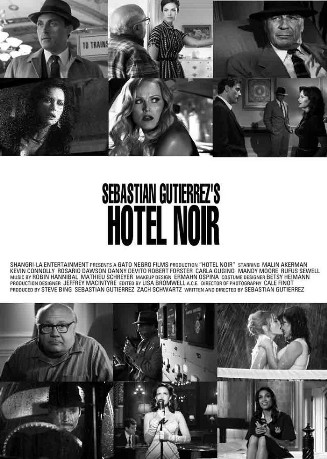 TO TRAINS
SEBASTIAN GUTIERREZ'S
HOTEL NOIR
SHANGRI-LA ENTERTAINMENT PRESENTS A GATO NEGRO FILMS PRODUCTION "HOTEL NOIR" STARRING MALIN AKERMAN
KEVIN CONNOLLY ROSARIO DAWSON DANNY DEVITO ROBERT FORSTER CARLA GUGINO MANDY MOORE RUFUS SEWELL
MUSIC BY ROBIN HANNIBAL MATHIEU SCHREYER MAKEUP DESIGN ERMAHN OSPINA COSTUME DESIGNER BETSY HEIMANN
PRODUCTION DESIGNER JEFFREY MACINTYRE EDITED BY LISA BROMWELL A.C.E. DIRECTOR OF PHOTOGRAPHY CALE FINOT
PRODUCED BY STEVE BING SEBASTIAN GUTIERREZ ZACH SCHWARTZ WRITTEN AND DIRECTED BY SEBASTIAN GUTIERREZ